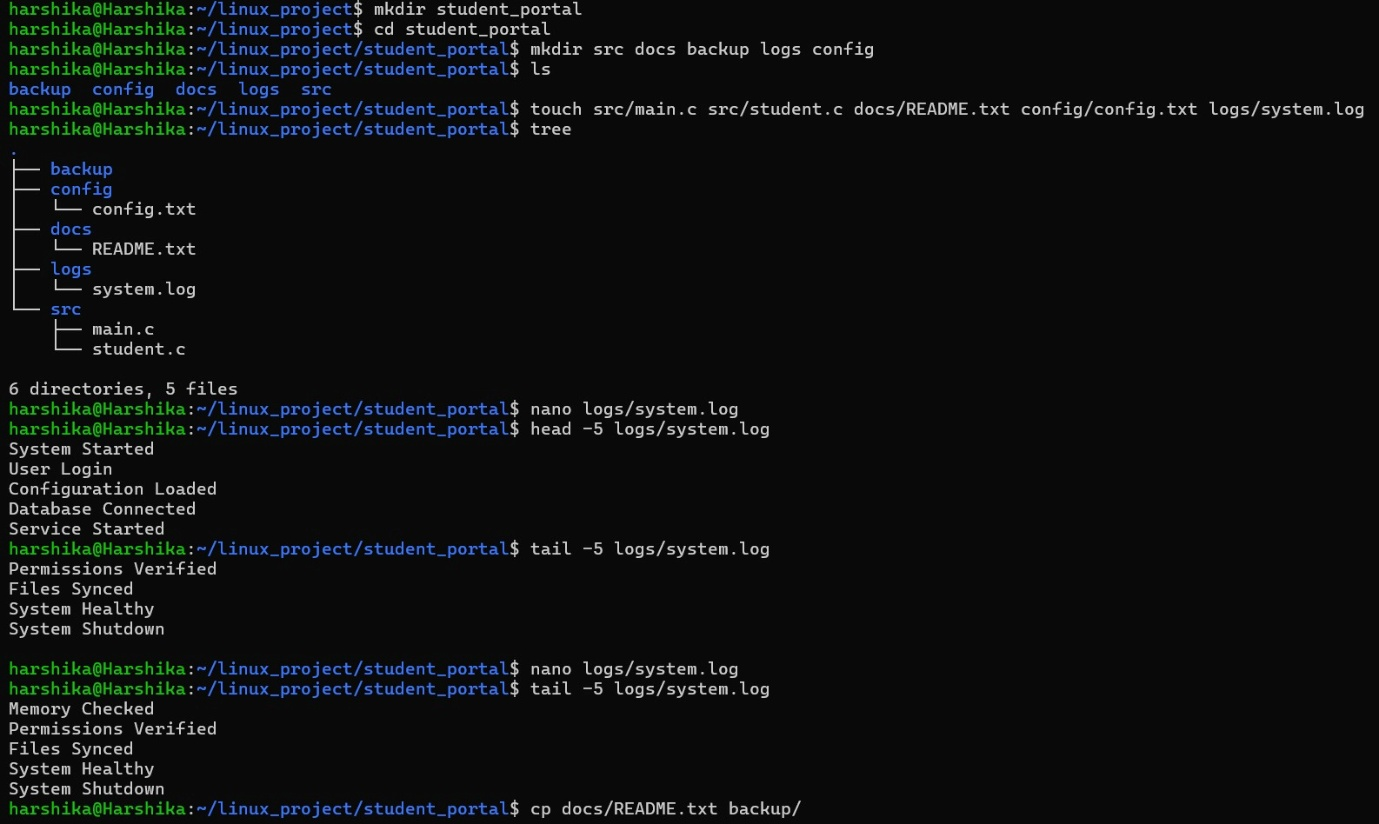 harshika@Harshika:~/linux_project$ mkdir student_portal
harshika@Harshika:~/linux_project$ cd student_portal
harshika@Harshika:~/linux_project/student_portal$ mkdir src docs backup logs config
harshika@Harshika:~/linux_project/student_portal$ ls
backup  config  docs  logs  src
harshika@Harshika:~/linux_project/student_portal$ touch src/main.c src/student.c docs/README.txt config/config.txt logs/system.log
harshika@Harshika:~/linux_project/student_portal$ tree
.
├── backup
├── config
│   └── config.txt
├── docs
│   └── README.txt
├── logs
│   └── system.log
└── src
    ├── main.c
    └── student.c
6 directories, 5 files
harshika@Harshika:~/linux_project/student_portal$ nano logs/system.log
harshika@Harshika:~/linux_project/student_portal$ head -5 logs/system.log
System Started
User Login
Configuration Loaded
Database Connected
Service Started
harshika@Harshika:~/linux_project/student_portal$ tail -5 logs/system.log
Permissions Verified
Files Synced
System Healthy
System Shutdown
harshika@Harshika:~/linux_project/student_portal$ nano logs/system.log
harshika@Harshika:~/linux_project/student_portal$ tail -5 logs/system.log
Memory Checked
Permissions Verified
Files Synced
System Healthy
System Shutdown
harshika@Harshika:~/linux_project/student_portal$ cp docs/README.txt backup/